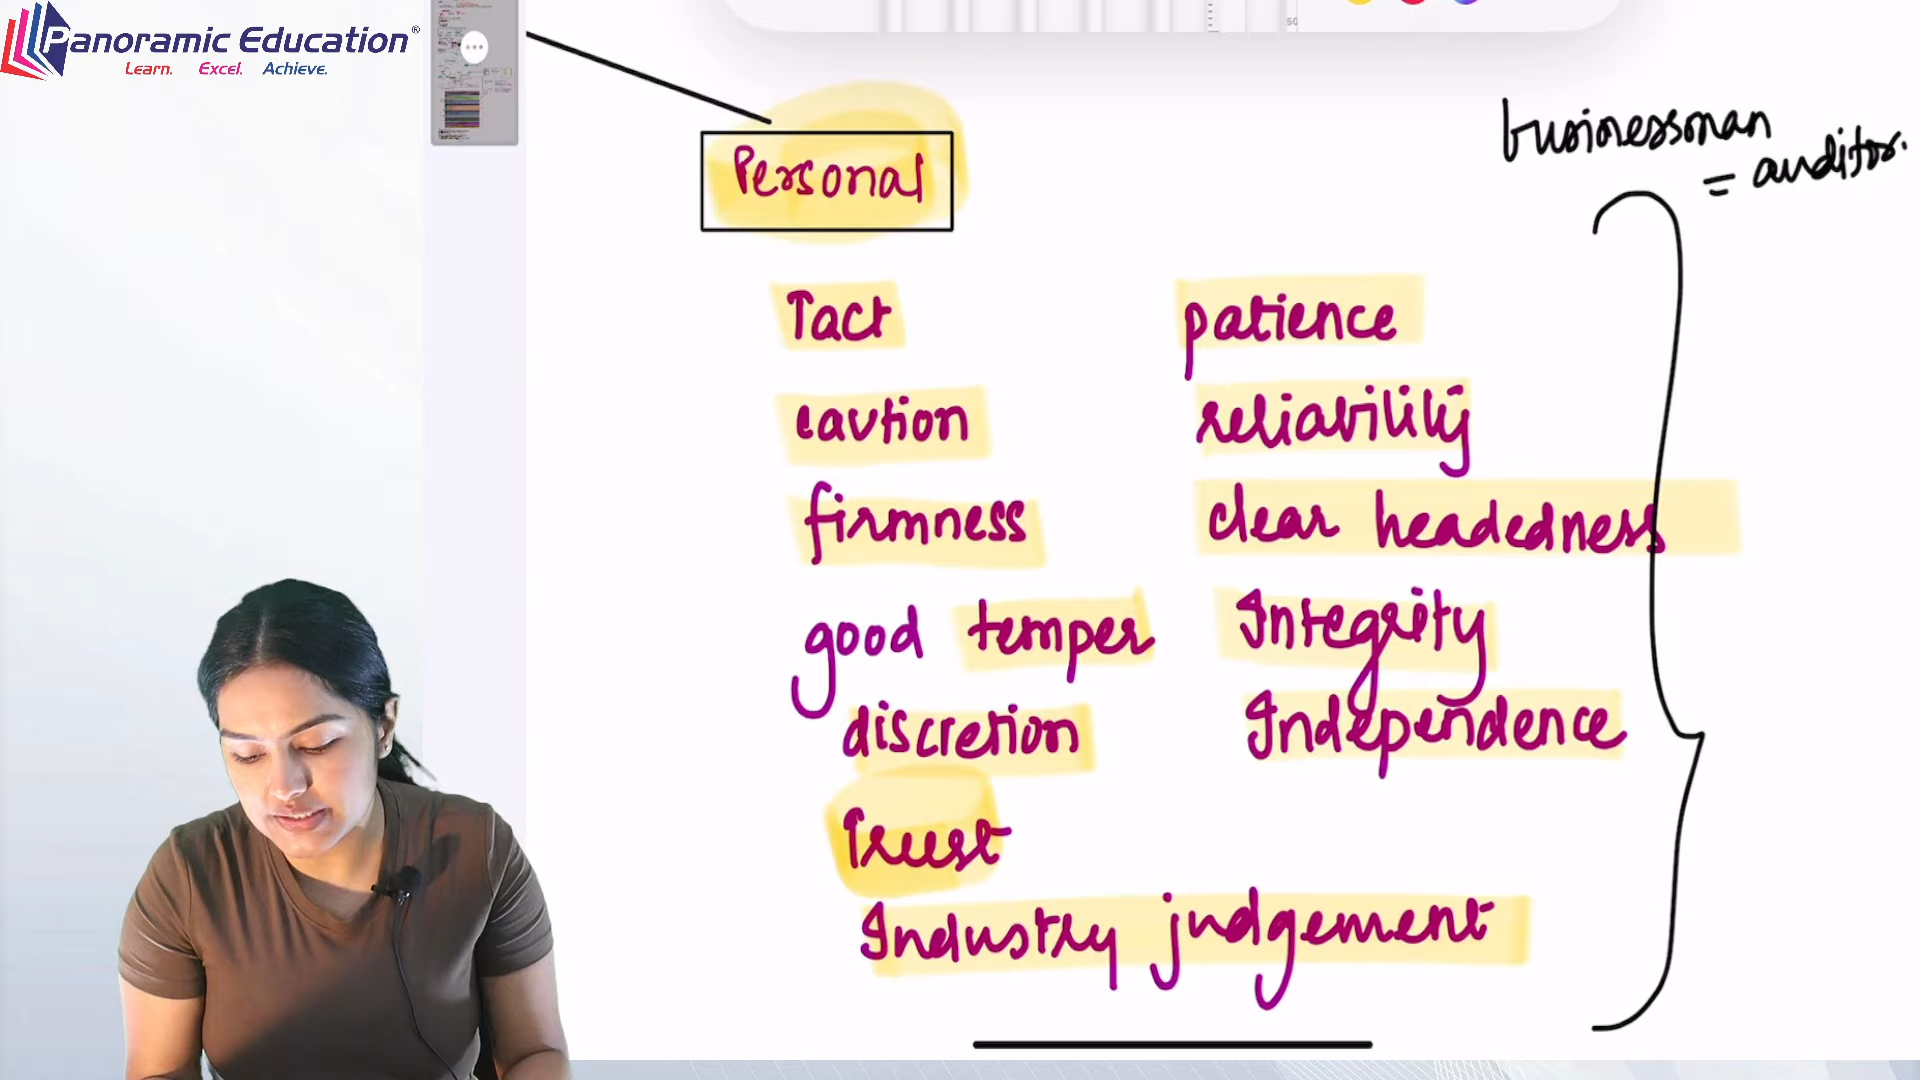 Panoramic Education®
Learn. Excel. Achieve.
50
businessman
= auditor.
Personal
Tact patience
caution reliability
firmness clear headedness
good temper Integrity
discretion Independence
Trust
Industry judgement